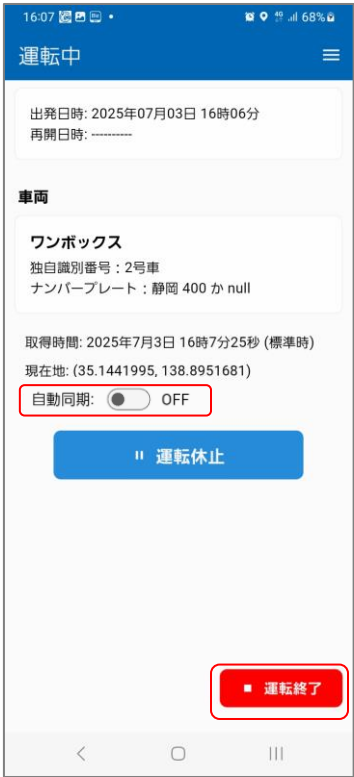 16:07 68%
運転中
出発日時: 2025年07月03日 16時06分
再開日時: ----------
車両
ワンボックス
独自識別番号：2号車
ナンバープレート：静岡 400 か null
取得時間: 2025年7月3日 16時7分25秒 (標準時)
現在地: (35.1441995, 138.8951681)
自動同期: OFF
運転休止
運転終了